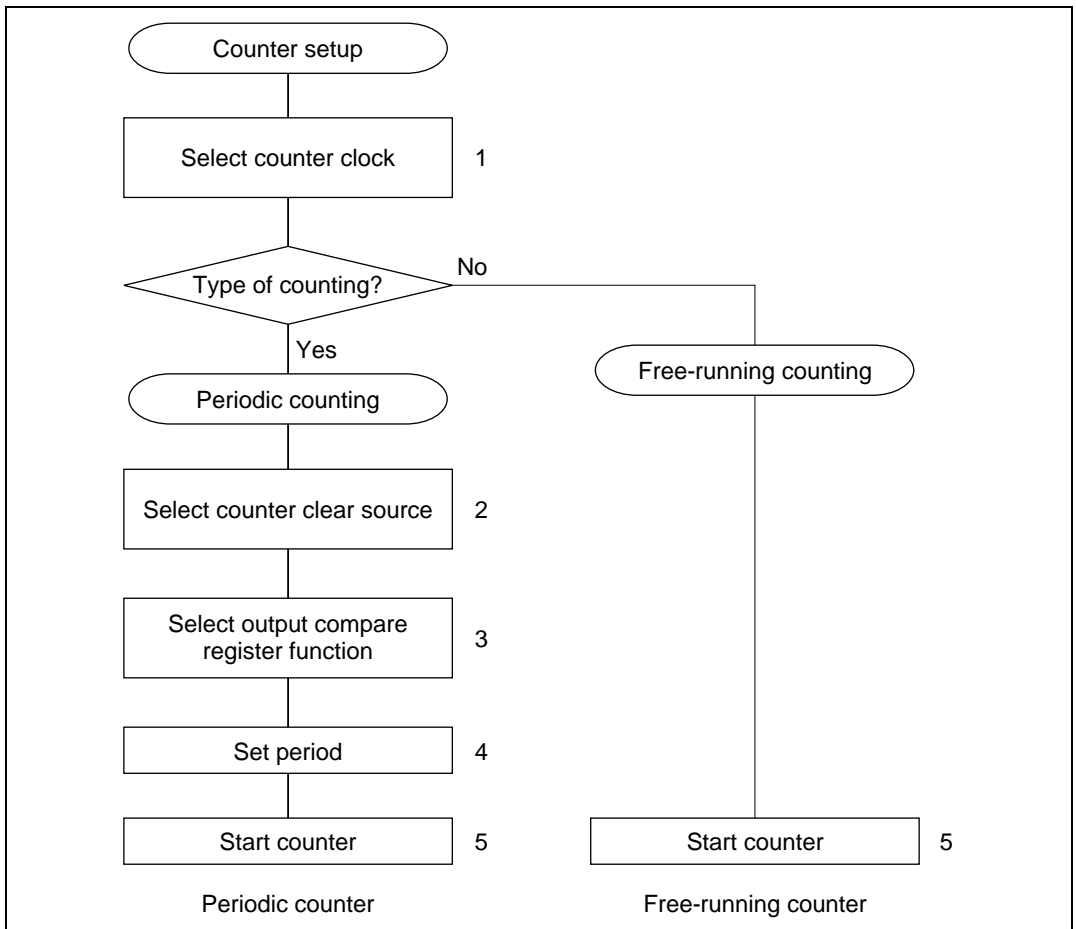 Counter setup
Select counter clock
1
Type of counting?
No
Yes
Periodic counting
Free-running counting
Select counter clear source
2
Select output compare
register function
3
Set period
4
Start counter
5
Start counter
5
Periodic counter
Free-running counter